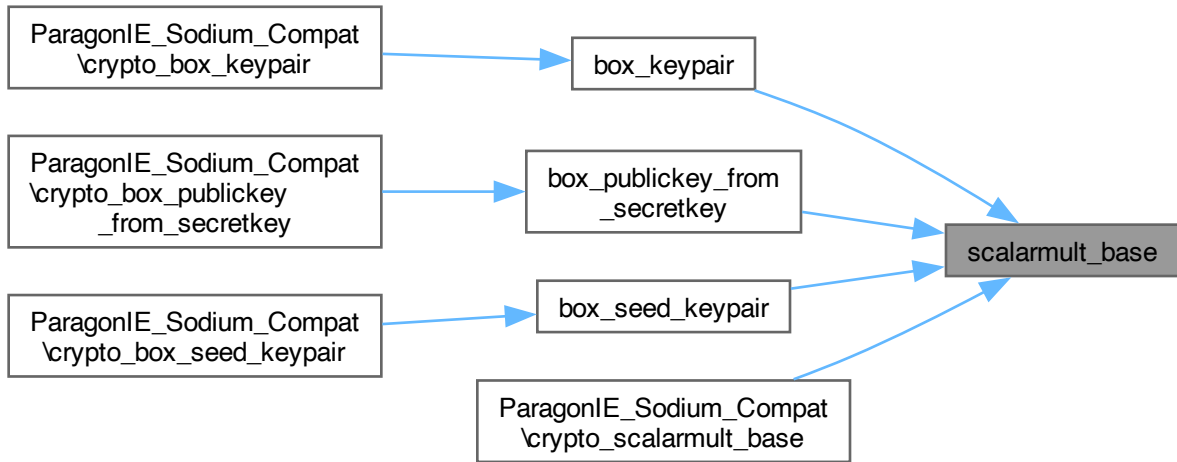 ParagonIE_Sodium_Compat
\crypto_box_keypair
box_keypair
ParagonIE_Sodium_Compat
\crypto_box_publickey
_from_secretkey
box_publickey_from
_secretkey
scalarmult_base
ParagonIE_Sodium_Compat
\crypto_box_seed_keypair
box_seed_keypair
ParagonIE_Sodium_Compat
\crypto_scalarmult_base